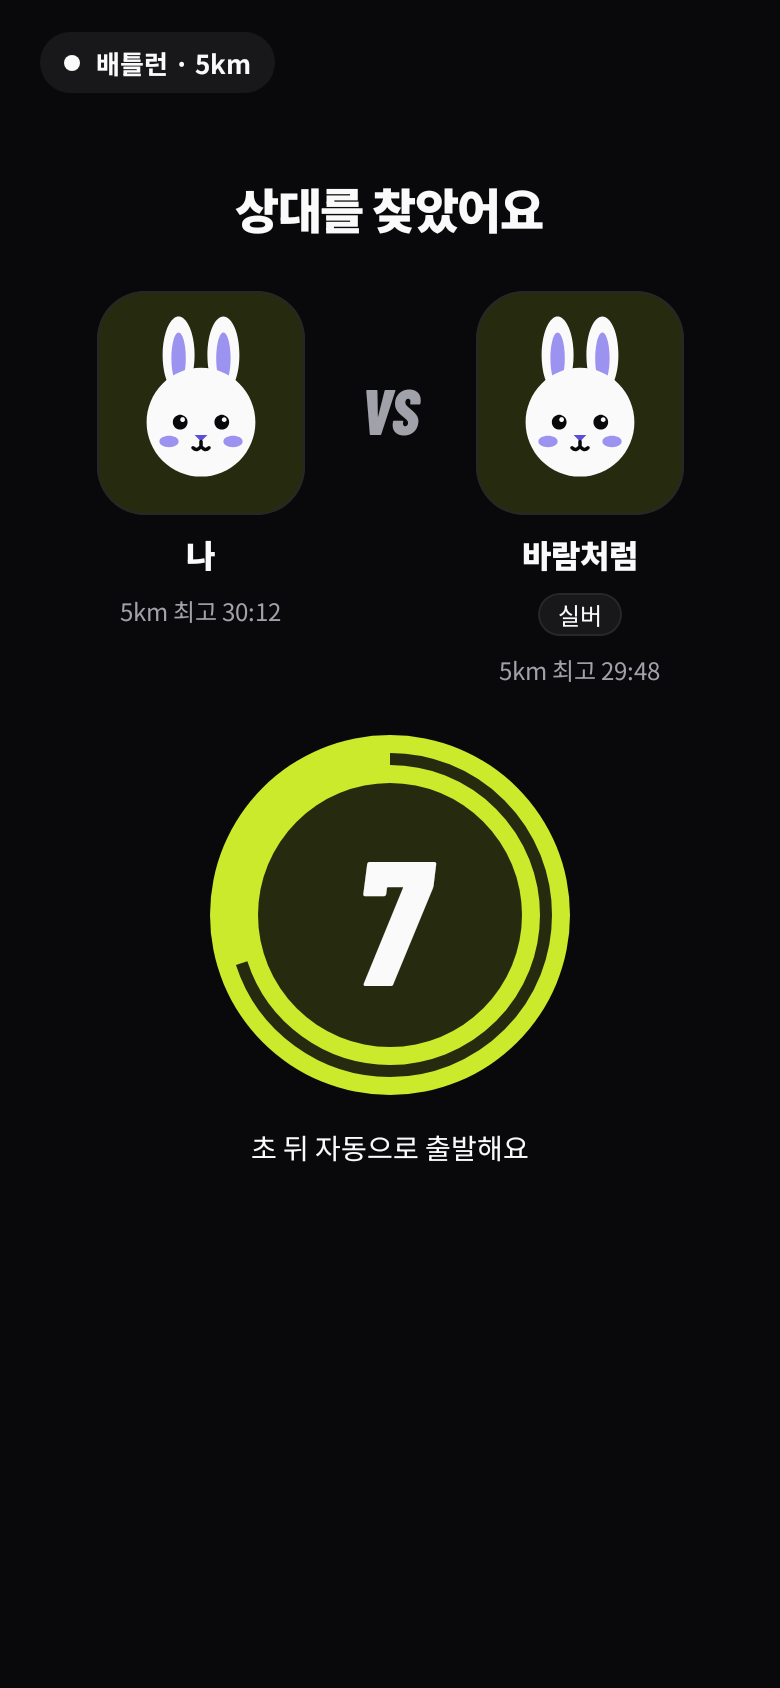 배틀런 · 5km
상대를 찾았어요
VS
나
바람처럼
실버
5km 최고 30:12
5km 최고 29:48
7
초 뒤 자동으로 출발해요